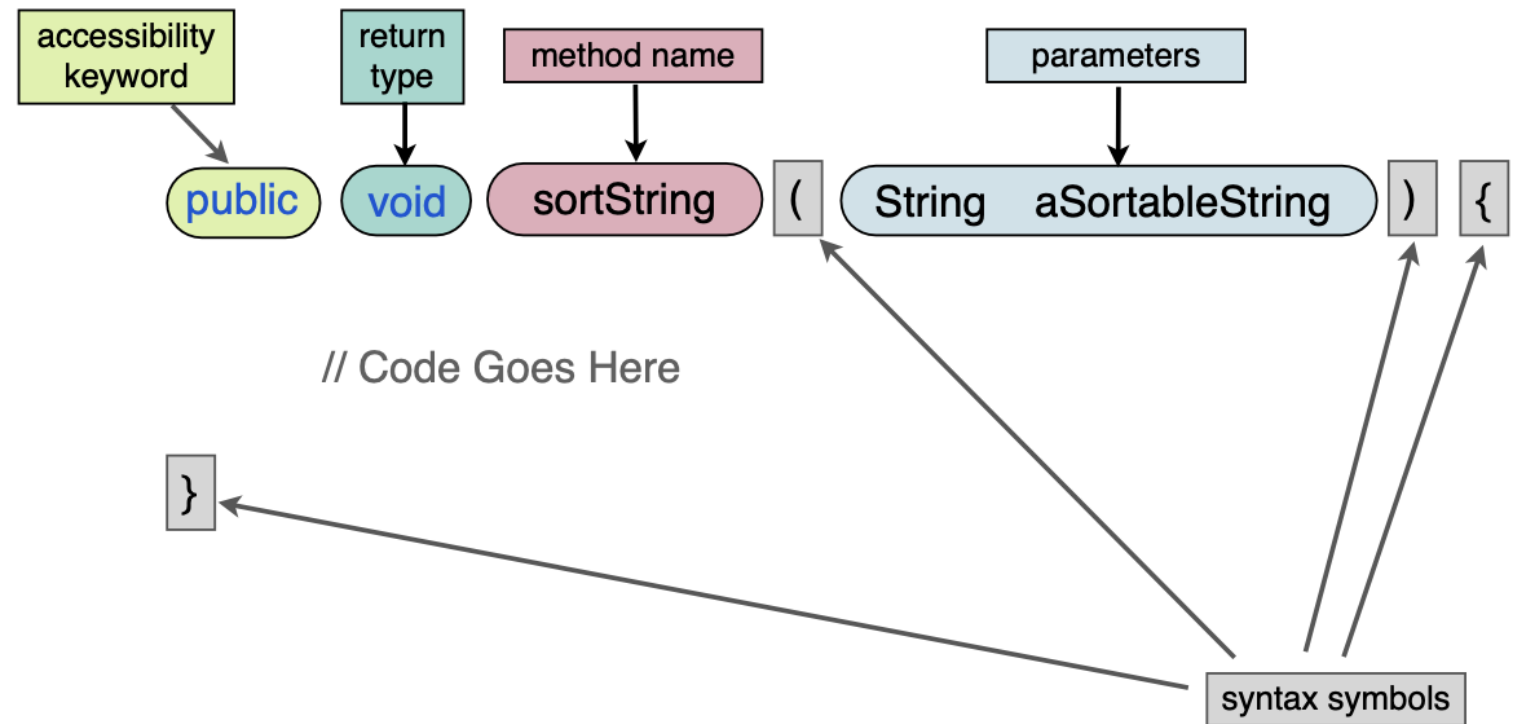 accessibility
keyword
return
type
method name
parameters
public void sortString ( String aSortableString ) {
// Code Goes Here
}
syntax symbols